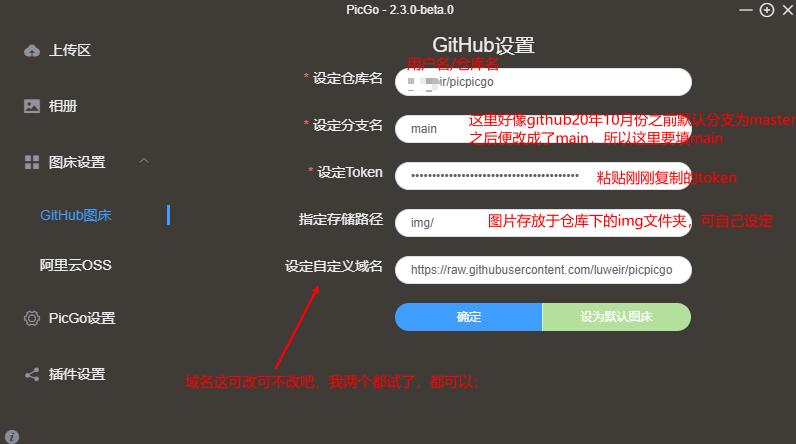 PicGo - 2.3.0-beta.0
上传区
相册
图床设置
GitHub图床
阿里云OSS
PicGo设置
插件设置
GitHub设置
用户名/仓库名
* 设定仓库名
ir/picpicgo
* 设定分支名
main
这里好像github20年10月份之前默认分支为master
之后便改成了main，所以这里要填main
* 设定Token
粘贴刚刚复制的token
指定存储路径
img/
图片存放于仓库下的img文件夹，可自己设定
设定自定义域名
https://raw.githubusercontent.com/luweir/picpicgo
确定
设为默认图床
域名这可改可不改吧，我两个都试了，都可以；